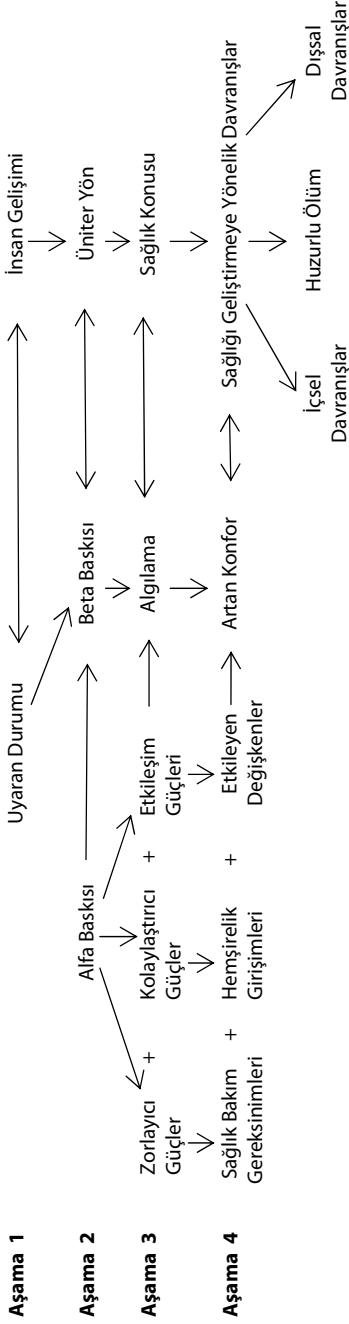 Aşama 1
Uyaran Durumu
İnsan Gelişimi
Aşama 2
Alfa Baskısı
Beta Baskısı
Üniter Yön
Aşama 3
Zorlayıcı
Güçler
+
Kolaylaştırıcı
Güçler
+
Etkileşim
Güçleri
Algılama
Sağlık Konusu
Aşama 4
Sağlık Bakım
Gereksinimleri
+
Hemşirelik
Girişimleri
+
Etkileyen
Değişkenler
Artan Konfor
Sağlığı Geliştirmeye Yönelik Davranışlar
İçsel
Davranışlar
Huzurlu Ölüm
Dışsal
Davranışlar